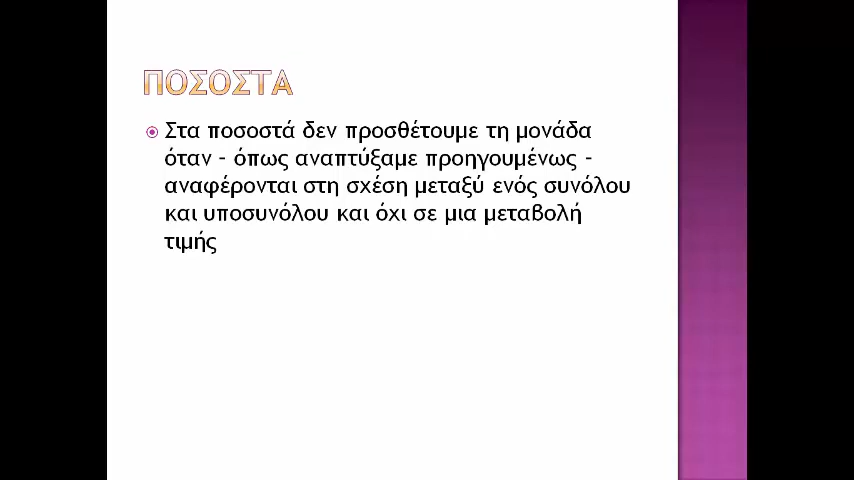 ΠΟΣΟΣΤΑ
Στα ποσοστά δεν προσθέτουμε τη μονάδα
όταν – όπως αναπτύξαμε προηγουμένως –
αναφέρονται στη σχέση μεταξύ ενός συνόλου
και υποσυνόλου και όχι σε μια μεταβολή
τιμής